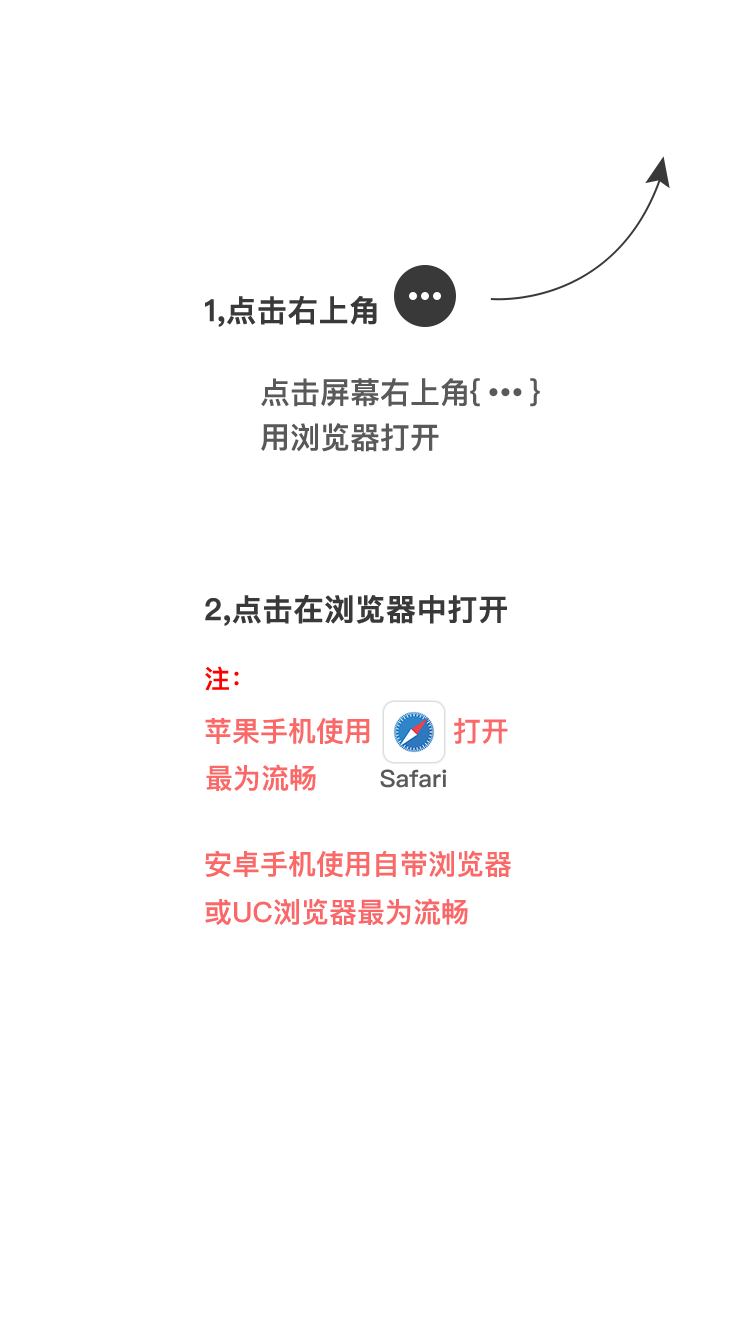 1,点击右上角
点击屏幕右上角{ ••• }
用浏览器打开
2,点击在浏览器中打开
注：
苹果手机使用 打开
最为流畅 Safari
安卓手机使用自带浏览器
或UC浏览器最为流畅